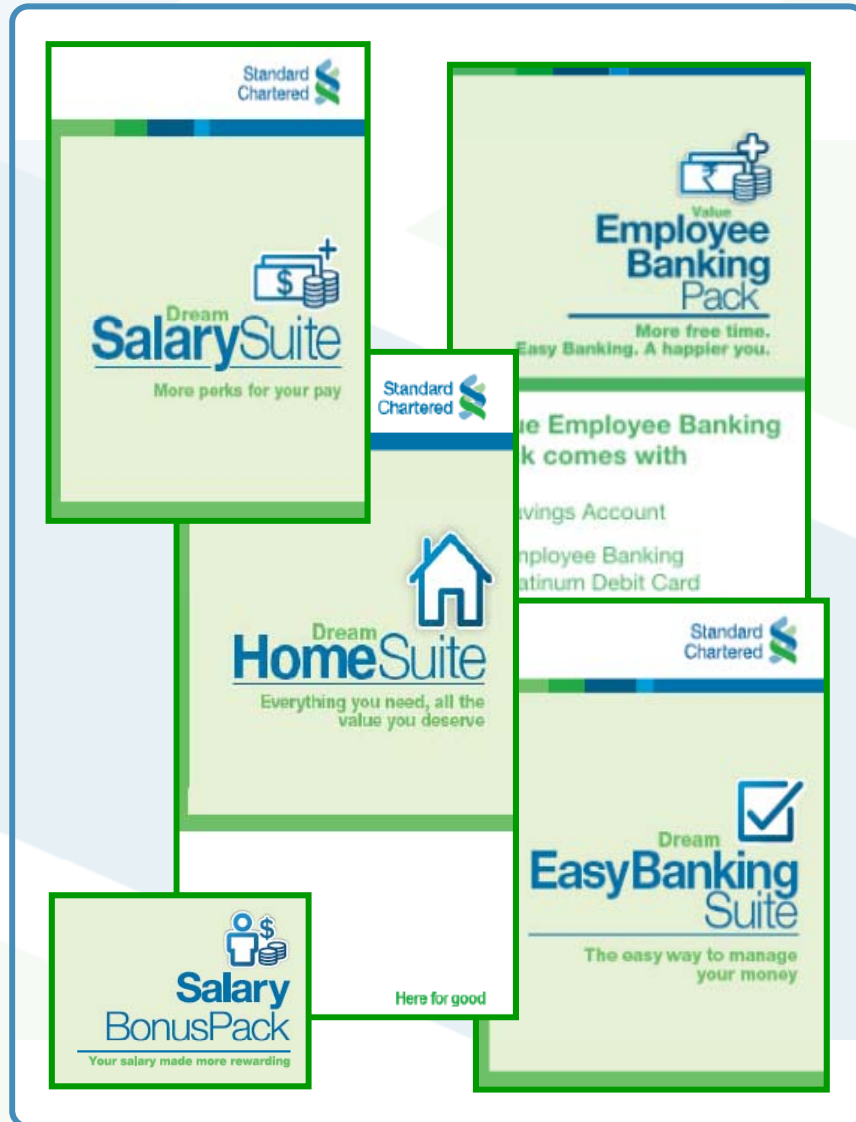 Standard
Chartered
$
Dream
SalarySuite
More perks for your pay
₹
Value
Employee
Banking
Pack
More free time.
Easy Banking. A happier you.
ue Employee Banking
k comes with
avings Account
mployee Banking
atinum Debit Card
Standard
Chartered
Dream
HomeSuite
Everything you need, all the
value you deserve
Here for good
Standard
Chartered
Dream
EasyBanking
Suite
The easy way to manage
your money
$
Salary
BonusPack
Your salary made more rewarding